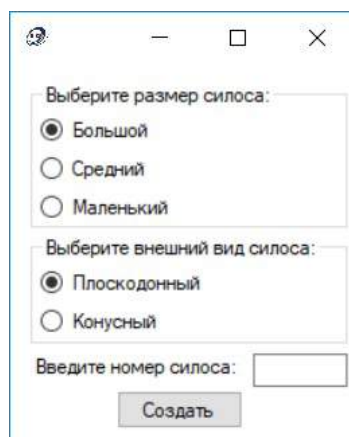 Выберите размер силоса:
Большой
Средний
Маленький
Выберите внешний вид силоса:
Плоскодонный
Конусный
Введите номер силоса:
Создать